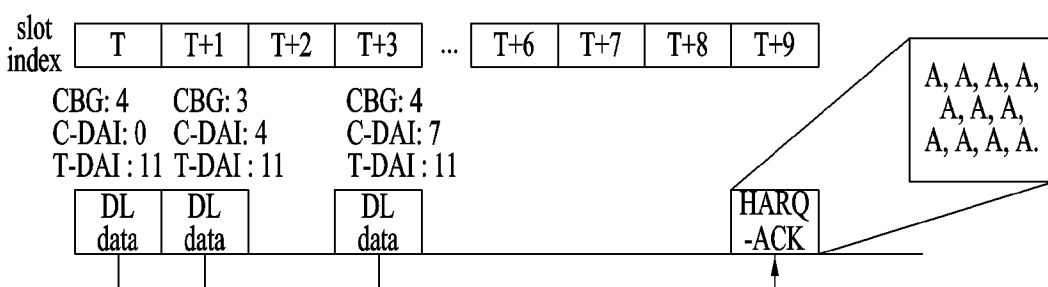 slot index T T+1 T+2 T+3 ... T+6 T+7 T+8 T+9
CBG: 4 CBG: 3 CBG: 4
C-DAI: 0 C-DAI: 4 C-DAI: 7
T-DAI : 11 T-DAI : 11 T-DAI : 11
DL data DL data DL data HARQ -ACK
A, A, A, A,
A, A, A,
A, A, A, A.